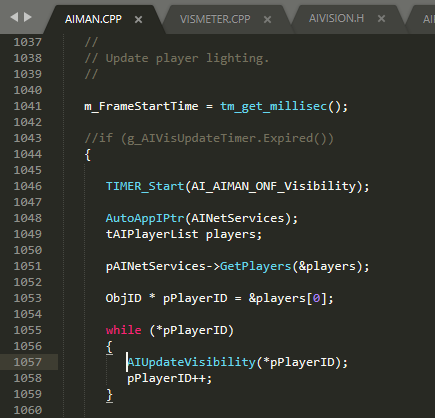 AIMAN.CPP VISMETER.CPP AIVISION.H
1037 //
1038 // Update player lighting.
1039 //
1040
1041 m_FrameStartTime = tm_get_millisec();
1042
1043 //if (g_AIVisUpdateTimer.Expired())
1044 {
1045
1046 TIMER_Start(AI_AIMAN_ONF_Visibility);
1047
1048 AutoAppIPtr(AINetServices);
1049 tAIPlayerList players;
1050
1051 pAINetServices->GetPlayers(&players);
1052
1053 ObjID * pPlayerID = &players[0];
1054
1055 while (*pPlayerID)
1056 {
1057 AIUpdateVisibility(*pPlayerID);
1058 pPlayerID++;
1059 }
1060